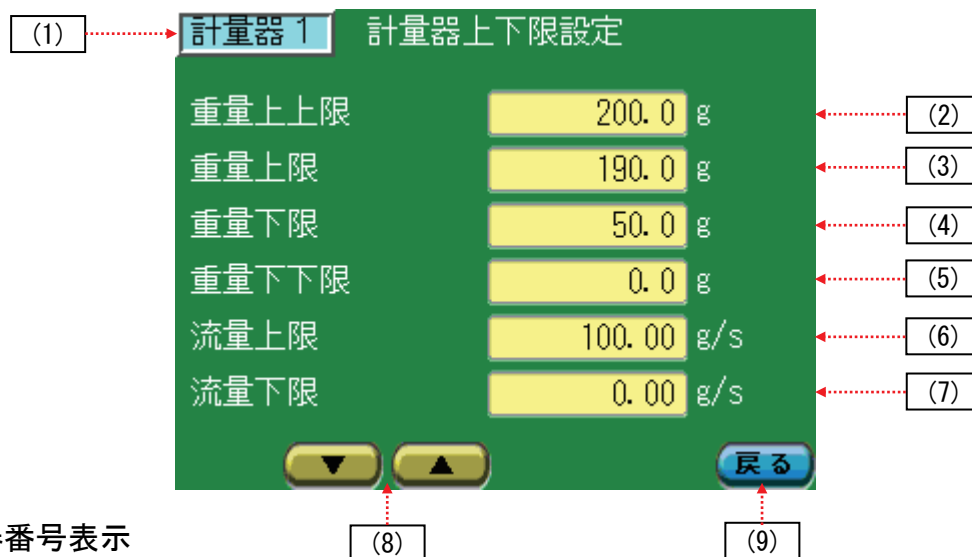 (1) 計量器 1 計量器上下限設定
重量上上限 200.0 g (2)
重量上限 190.0 g (3)
重量下限 50.0 g (4)
重量下下限 0.0 g (5)
流量上限 100.00 g/s (6)
流量下限 0.00 g/s (7)
▼ ▲ 戻る
番号表示 (8) (9)